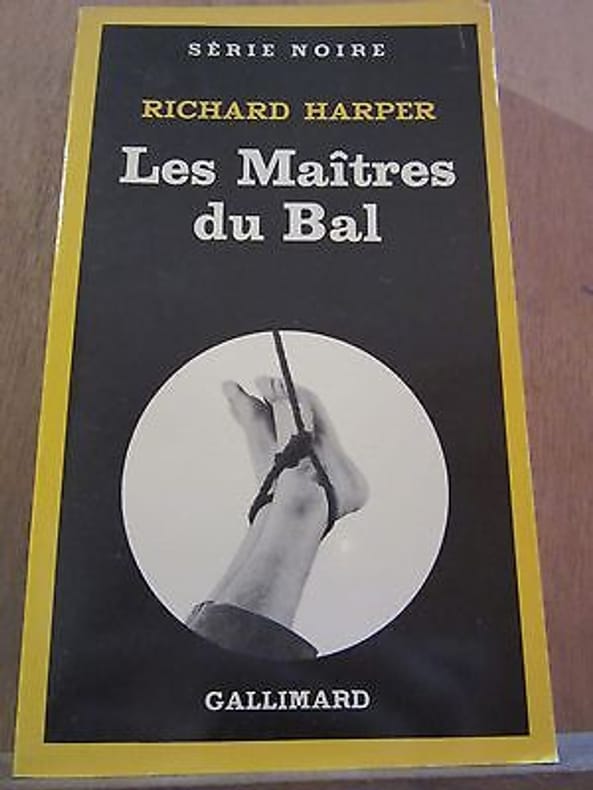 SÉRIE NOIRE
RICHARD HARPER
Les Maîtres
du Bal
GALLIMARD